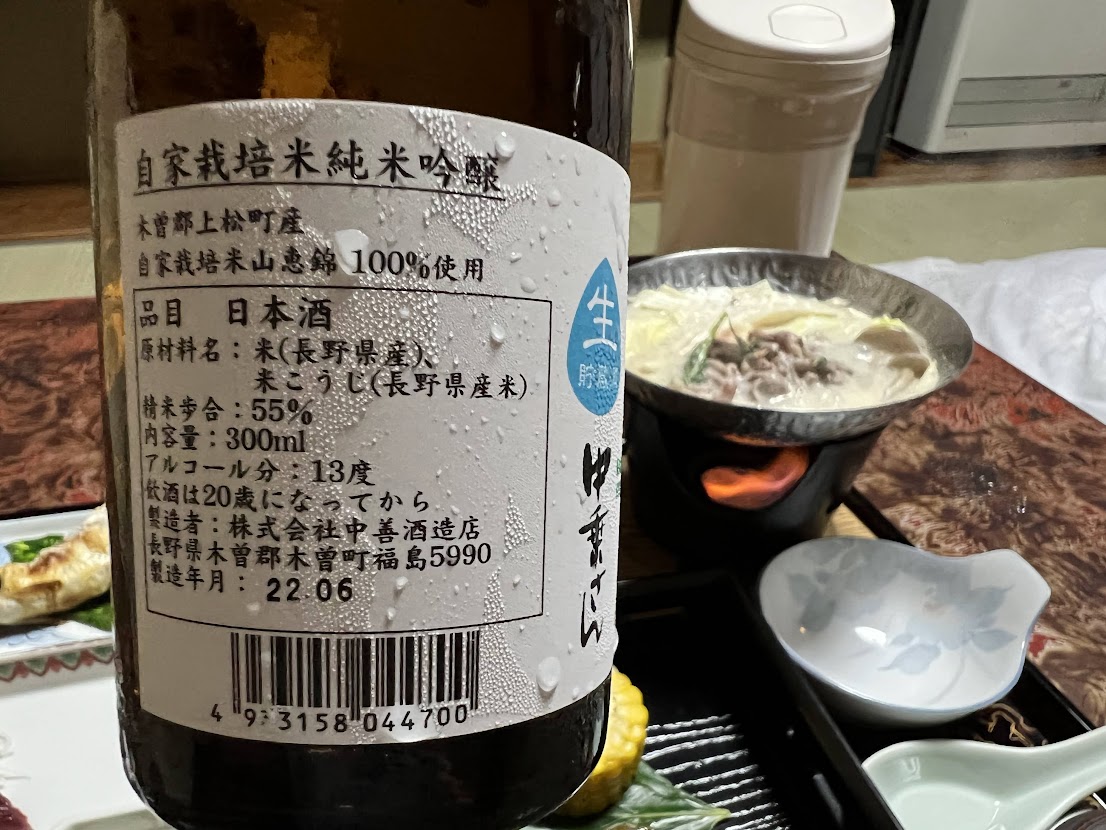 自家栽培米純米吟醸
木曽郡上松町産
自家栽培米山恵錦 100%使用
品目 日本酒
原材料名：米(長野県産)、
米こうじ(長野県産米)
精米歩合：55%
内容量：300ml
アルコール分：13度
飲酒は20歳になってから
製造者：株式会社中善酒造店
長野県木曽郡木曽町福島5990
製造年月：22 06
4 933158 044700
生
貯蔵
中乗さん